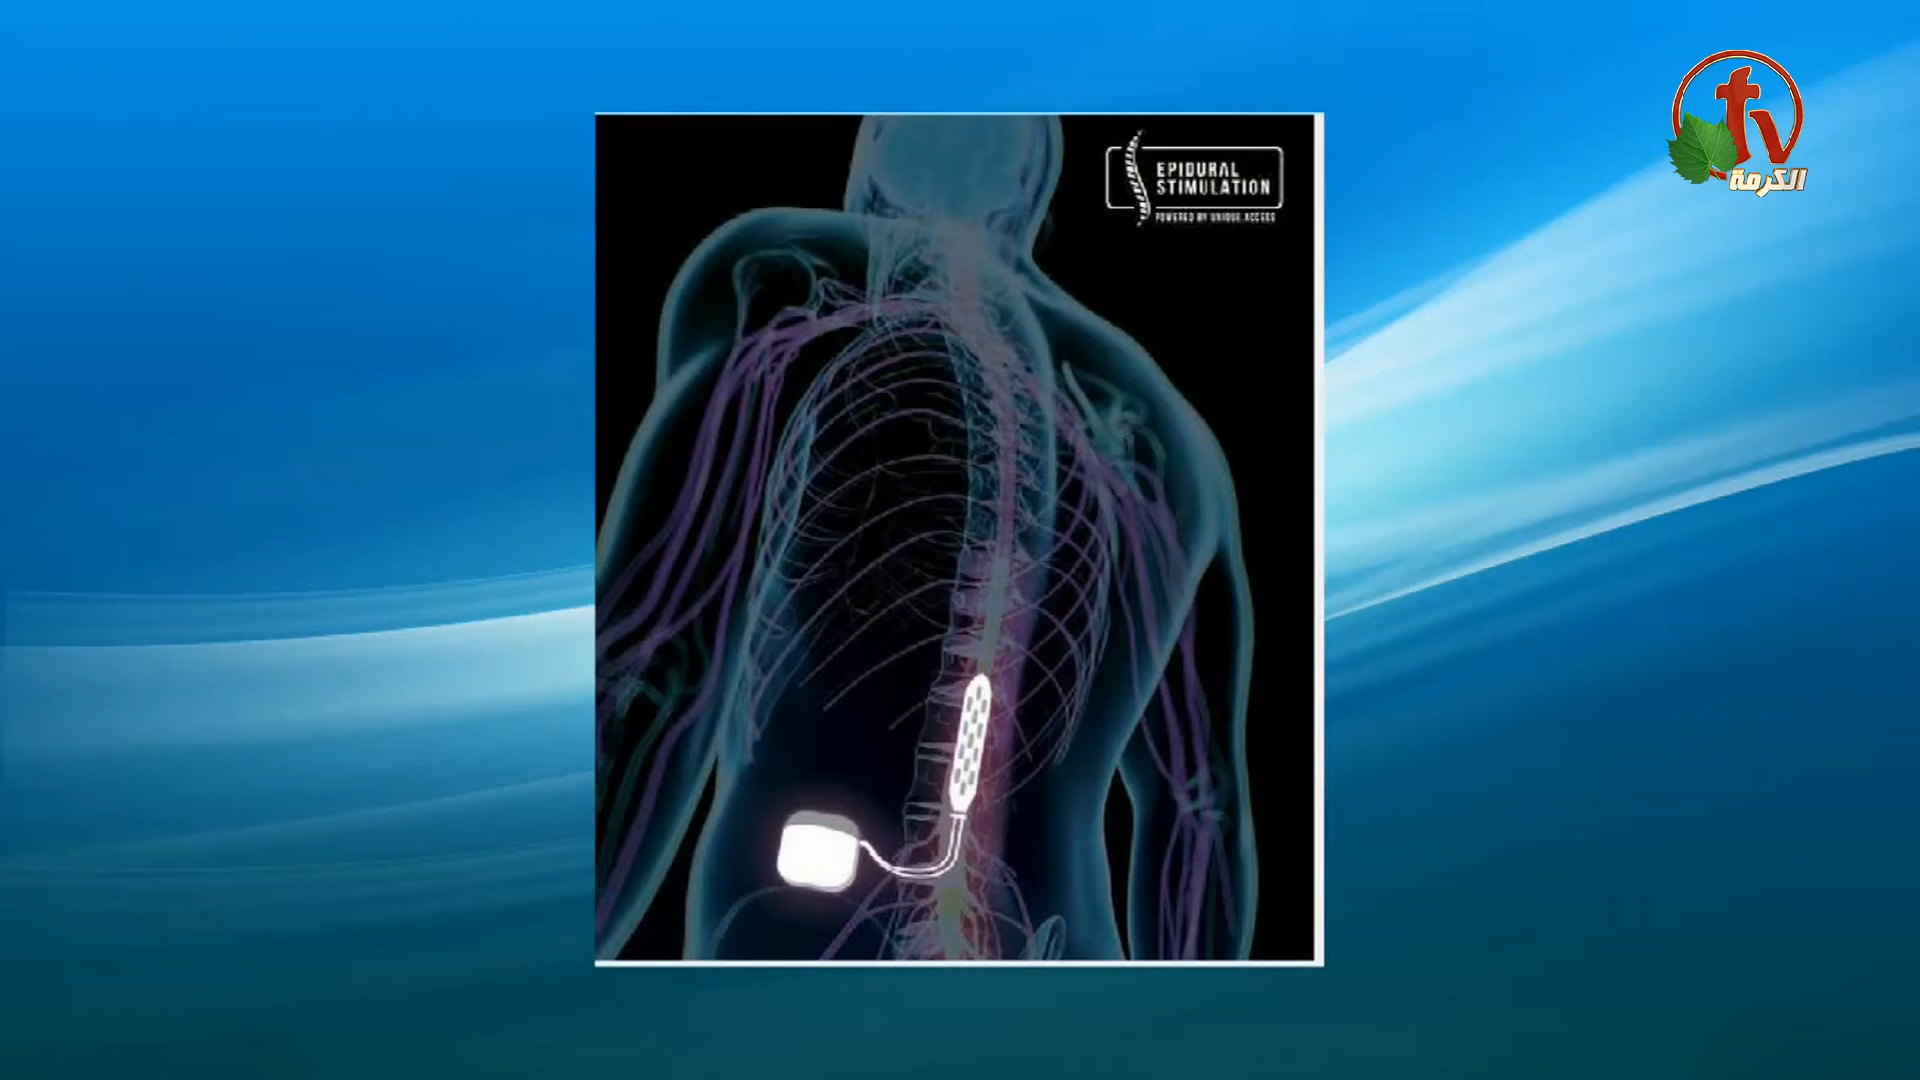 EPIDURAL
STIMULATION
POWERED BY UNIQUE ACCESS
tv
الكرمة